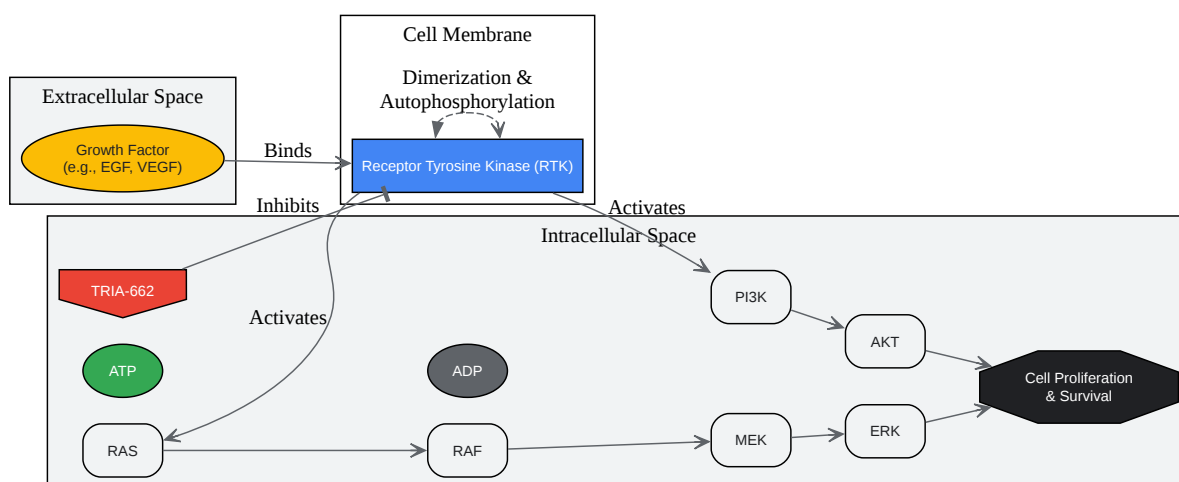 Cell Membrane
Dimerization &
Autophosphorylation
Extracellular Space
Growth Factor
(e.g., EGF, VEGF)
Binds
Receptor Tyrosine Kinase (RTK)
Inhibits
Activates
Intracellular Space
TRIA-662
PI3K
Activates
AKT
ATP
ADP
Cell Proliferation
& Survival
RAS
RAF
MEK
ERK